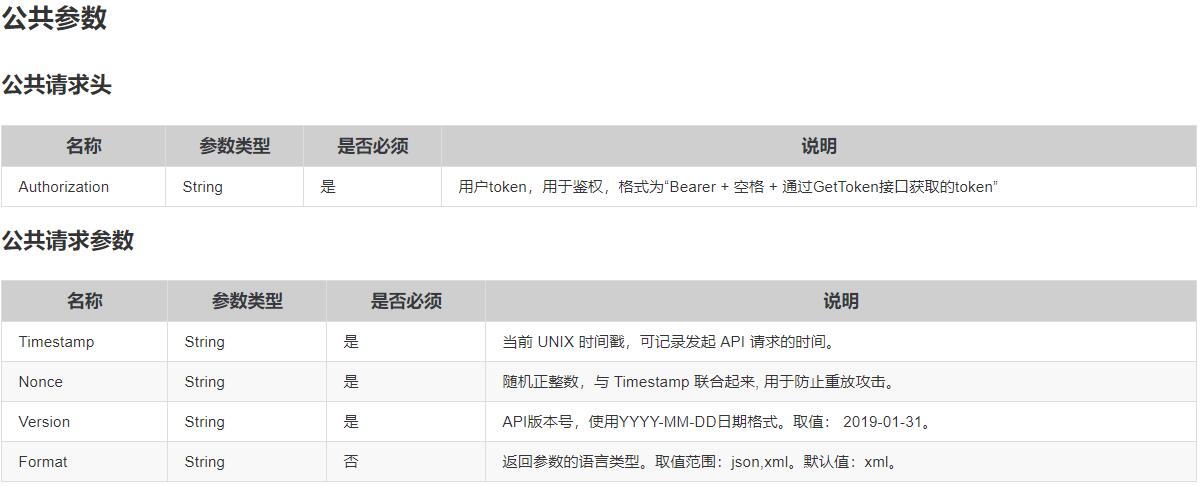 公共参数
公共请求头
名称 参数类型 是否必须 说明
Authorization String 是 用户token，用于鉴权，格式为“Bearer + 空格 + 通过GetToken接口获取的token”
公共请求参数
名称 参数类型 是否必须 说明
Timestamp String 是 当前 UNIX 时间戳，可记录发起 API 请求的时间。
Nonce String 是 随机正整数，与 Timestamp 联合起来, 用于防止重放攻击。
Version String 是 API版本号，使用YYYY-MM-DD日期格式。取值： 2019-01-31。
Format String 否 返回参数的语言类型。取值范围：json,xml。默认值：xml。